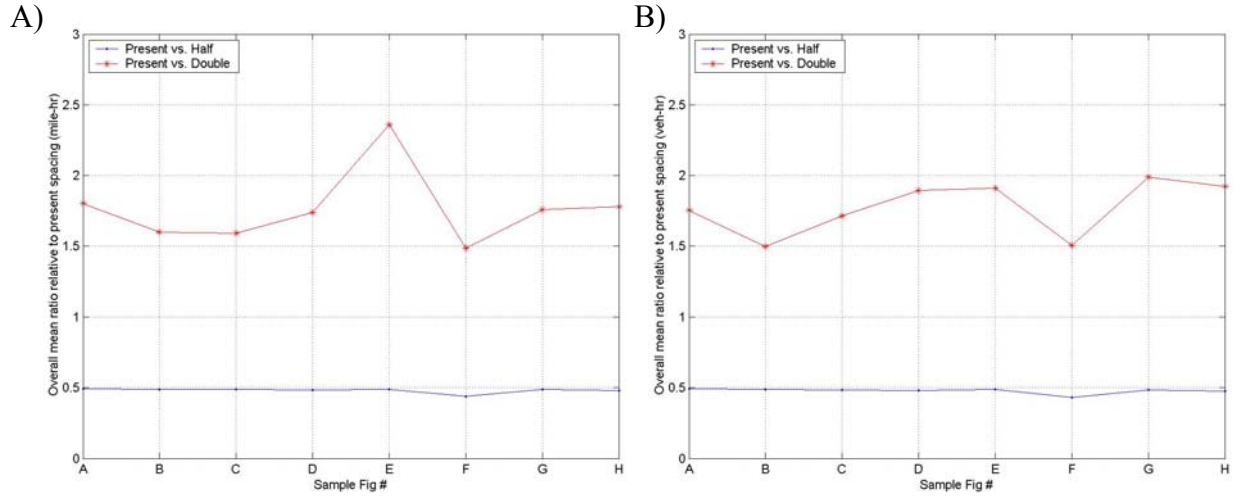 A)
3
Present vs. Half
Present vs. Double
2.5
2
1.5
1
0.5
0
Overall mean ratio relative to present spacing (mile-hr)
A B C D E F G H
Sample Fig #
B)
3
Present vs. Half
Present vs. Double
2.5
2
1.5
1
0.5
0
Overall mean ratio relative to present spacing (veh-hr)
A B C D E F G H
Sample Fig #